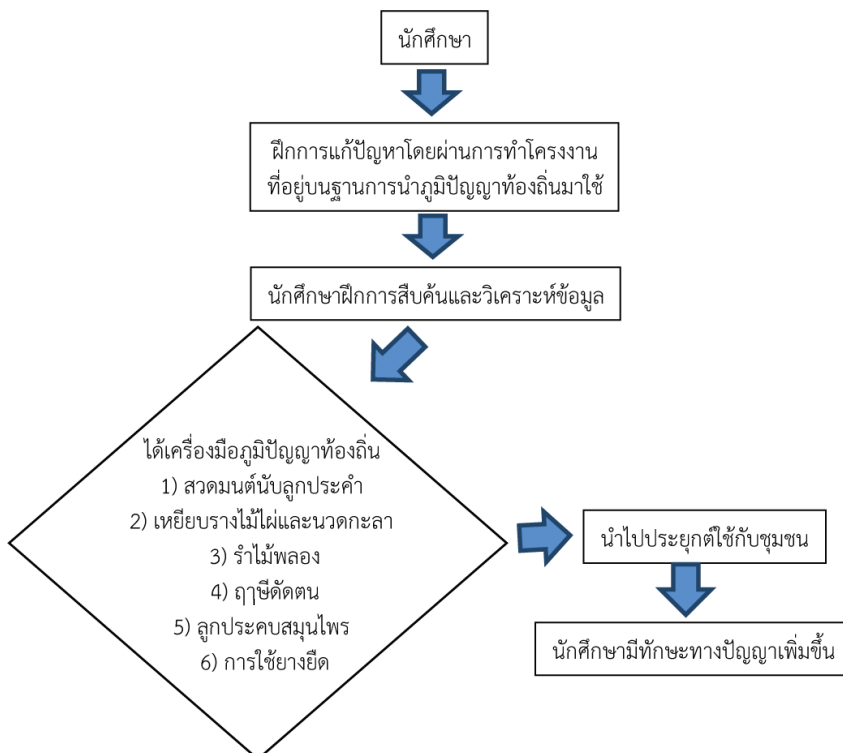 นักศึกษา
ฝึกการแก้ปัญหาโดยผ่านการทำโครงงาน
ที่อยู่บนฐานการนำภูมิปัญญาท้องถิ่นมาใช้
นักศึกษาฝึกการสืบค้นและวิเคราะห์ข้อมูล
ได้เครื่องมือภูมิปัญญาท้องถิ่น
1) สวดมนต์นับลูกประคำ
2) เหยียบรางไม้ไผ่และนวดกะลา
3) รำไม้พลอง
4) ฤๅษีดัดตน
5) ลูกประคบสมุนไพร
6) การใช้ยางยืด
นำไปประยุกต์ใช้กับชุมชน
นักศึกษามีทักษะทางปัญญาเพิ่มขึ้น